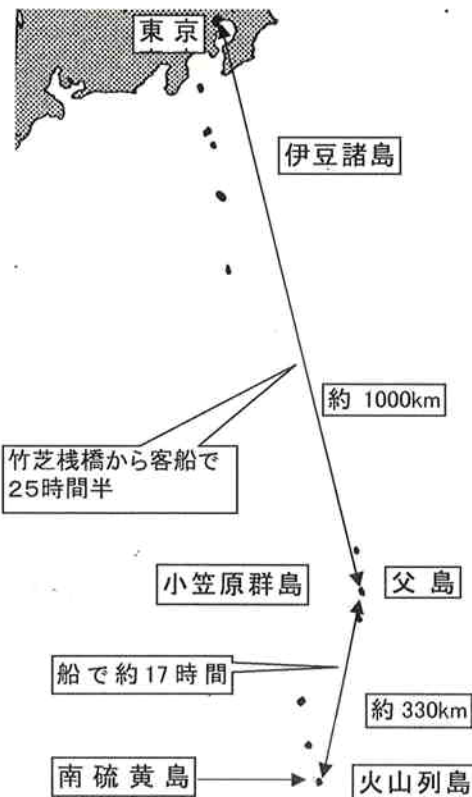 東京
伊豆諸島
約 1000km
竹芝桟橋から客船で
25時間半
小笠原群島
父島
船で約17時間
約 330km
南硫黄島
火山列島